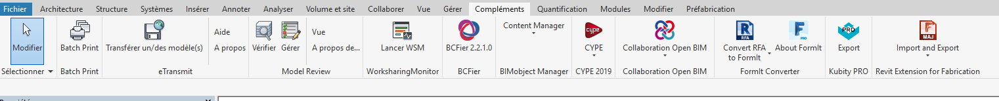 Fichier Architecture Structure Systèmes Insérer Annoter Analyser Volume et site Collaborer Vue Gérer Compléments Quantification Modules Modifier Préfabrication
Modifier
Batch Print
Transférer un/des modèle(s)
Aide
A propos
Vérifier
Gérer
Vue
A propos de...
Lancer WSM
BCFier 2.2.1.0
Content Manager
CYPE
CYPE
Collaboration Open BIM
RFA
Convert RFA
to FormIt
PRO
About FormIt
PRO
Export
MAJ
Import and Export
Sélectionner
Batch Print
eTransmit
Model Review
WorksharingMonitor
BCFier
BIMobject Manager
CYPE 2019
Collaboration Open BIM
FormIt Converter
Kubity PRO
Revit Extension for Fabrication